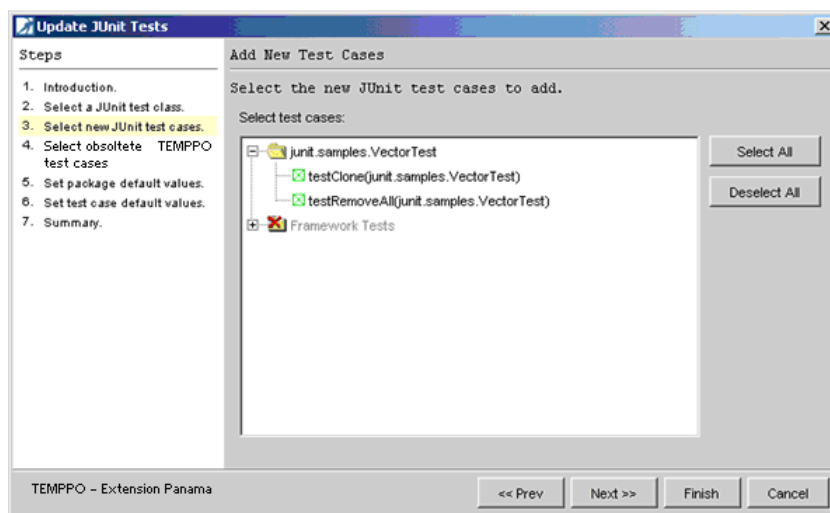 Update JUnit Tests
Steps
1. Introduction.
2. Select a JUnit test class.
3. Select new JUnit test cases.
4. Select obsoltete TEMPPO
test cases
5. Set package default values.
6. Set test case default values.
7. Summary.
Add New Test Cases
Select the new JUnit test cases to add.
Select test cases:
junit.samples.VectorTest
testClone(junit.samples.VectorTest)
testRemoveAll(junit.samples.VectorTest)
Framework Tests
Select All
Deselect All
TEMPPO – Extension Panama
<< Prev
Next >>
Finish
Cancel